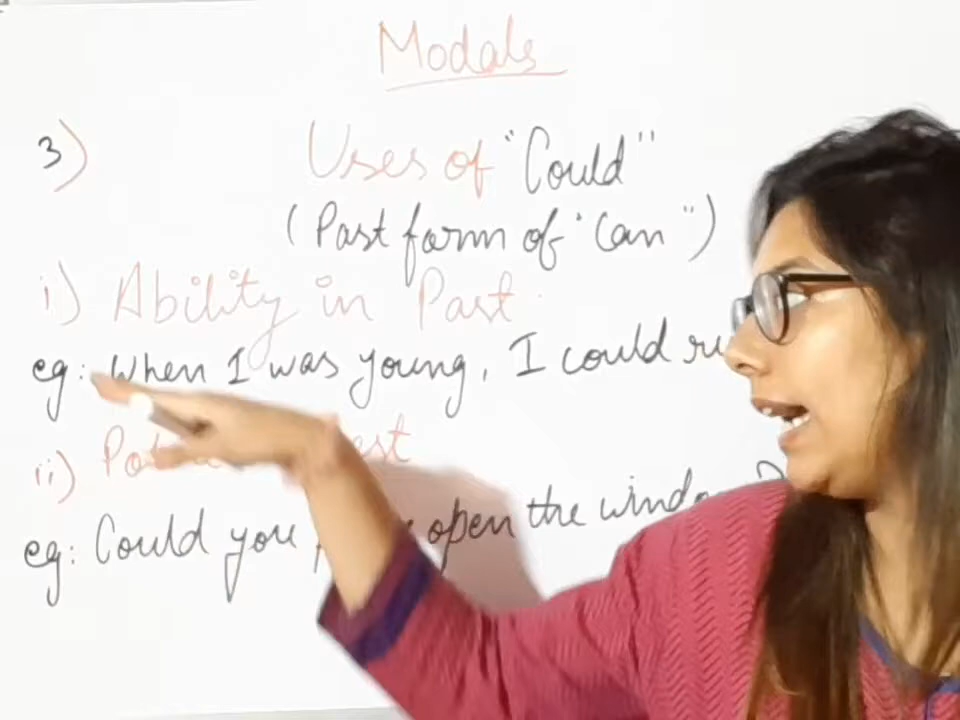 Modals
3) Uses of "Could"
(Past form of "Can")
i) Ability in Past
eg: When I was young, I could
ii)
eg: Could you open the window?